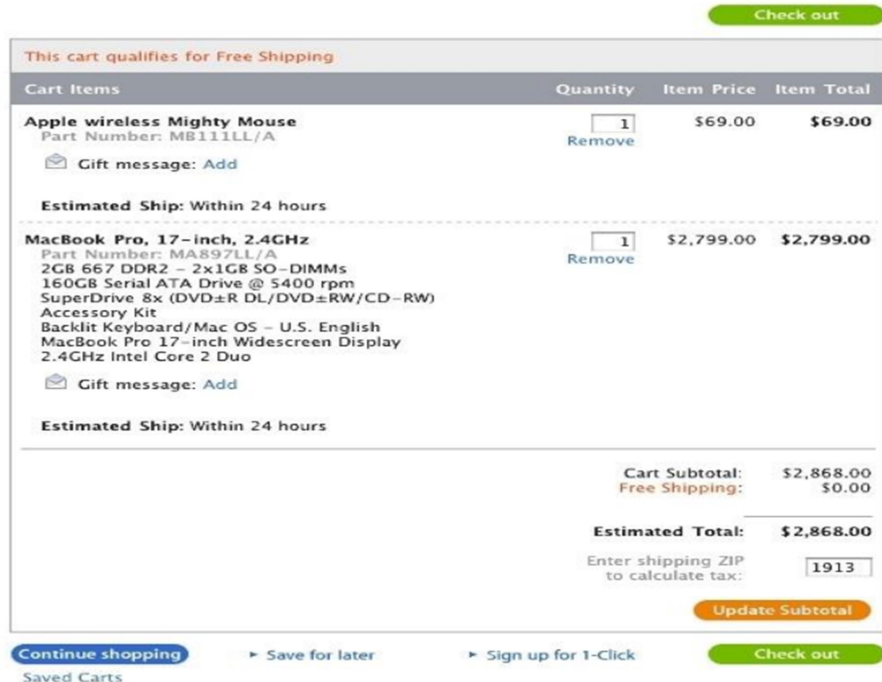 Check out
This cart qualifies for Free Shipping
Cart Items Quantity Item Price Item Total
Apple wireless Mighty Mouse 1 $69.00 $69.00
Part Number: MB111LL/A Remove
Gift message: Add
Estimated Ship: Within 24 hours
MacBook Pro, 17-inch, 2.4GHz 1 $2,799.00 $2,799.00
Part Number: MA897LL/A Remove
2GB 667 DDR2 - 2x1GB SO-DIMMs
160GB Serial ATA Drive @ 5400 rpm
SuperDrive 8x (DVD±R DL/DVD±RW/CD-RW)
Accessory Kit
Backlit Keyboard/Mac OS - U.S. English
MacBook Pro 17-inch Widescreen Display
2.4GHz Intel Core 2 Duo
Gift message: Add
Estimated Ship: Within 24 hours
Cart Subtotal: $2,868.00
Free Shipping: $0.00
Estimated Total: $2,868.00
Enter shipping ZIP
to calculate tax: 1913
Update Subtotal
Continue shopping ▸ Save for later ▸ Sign up for 1-Click Check out
Saved Carts